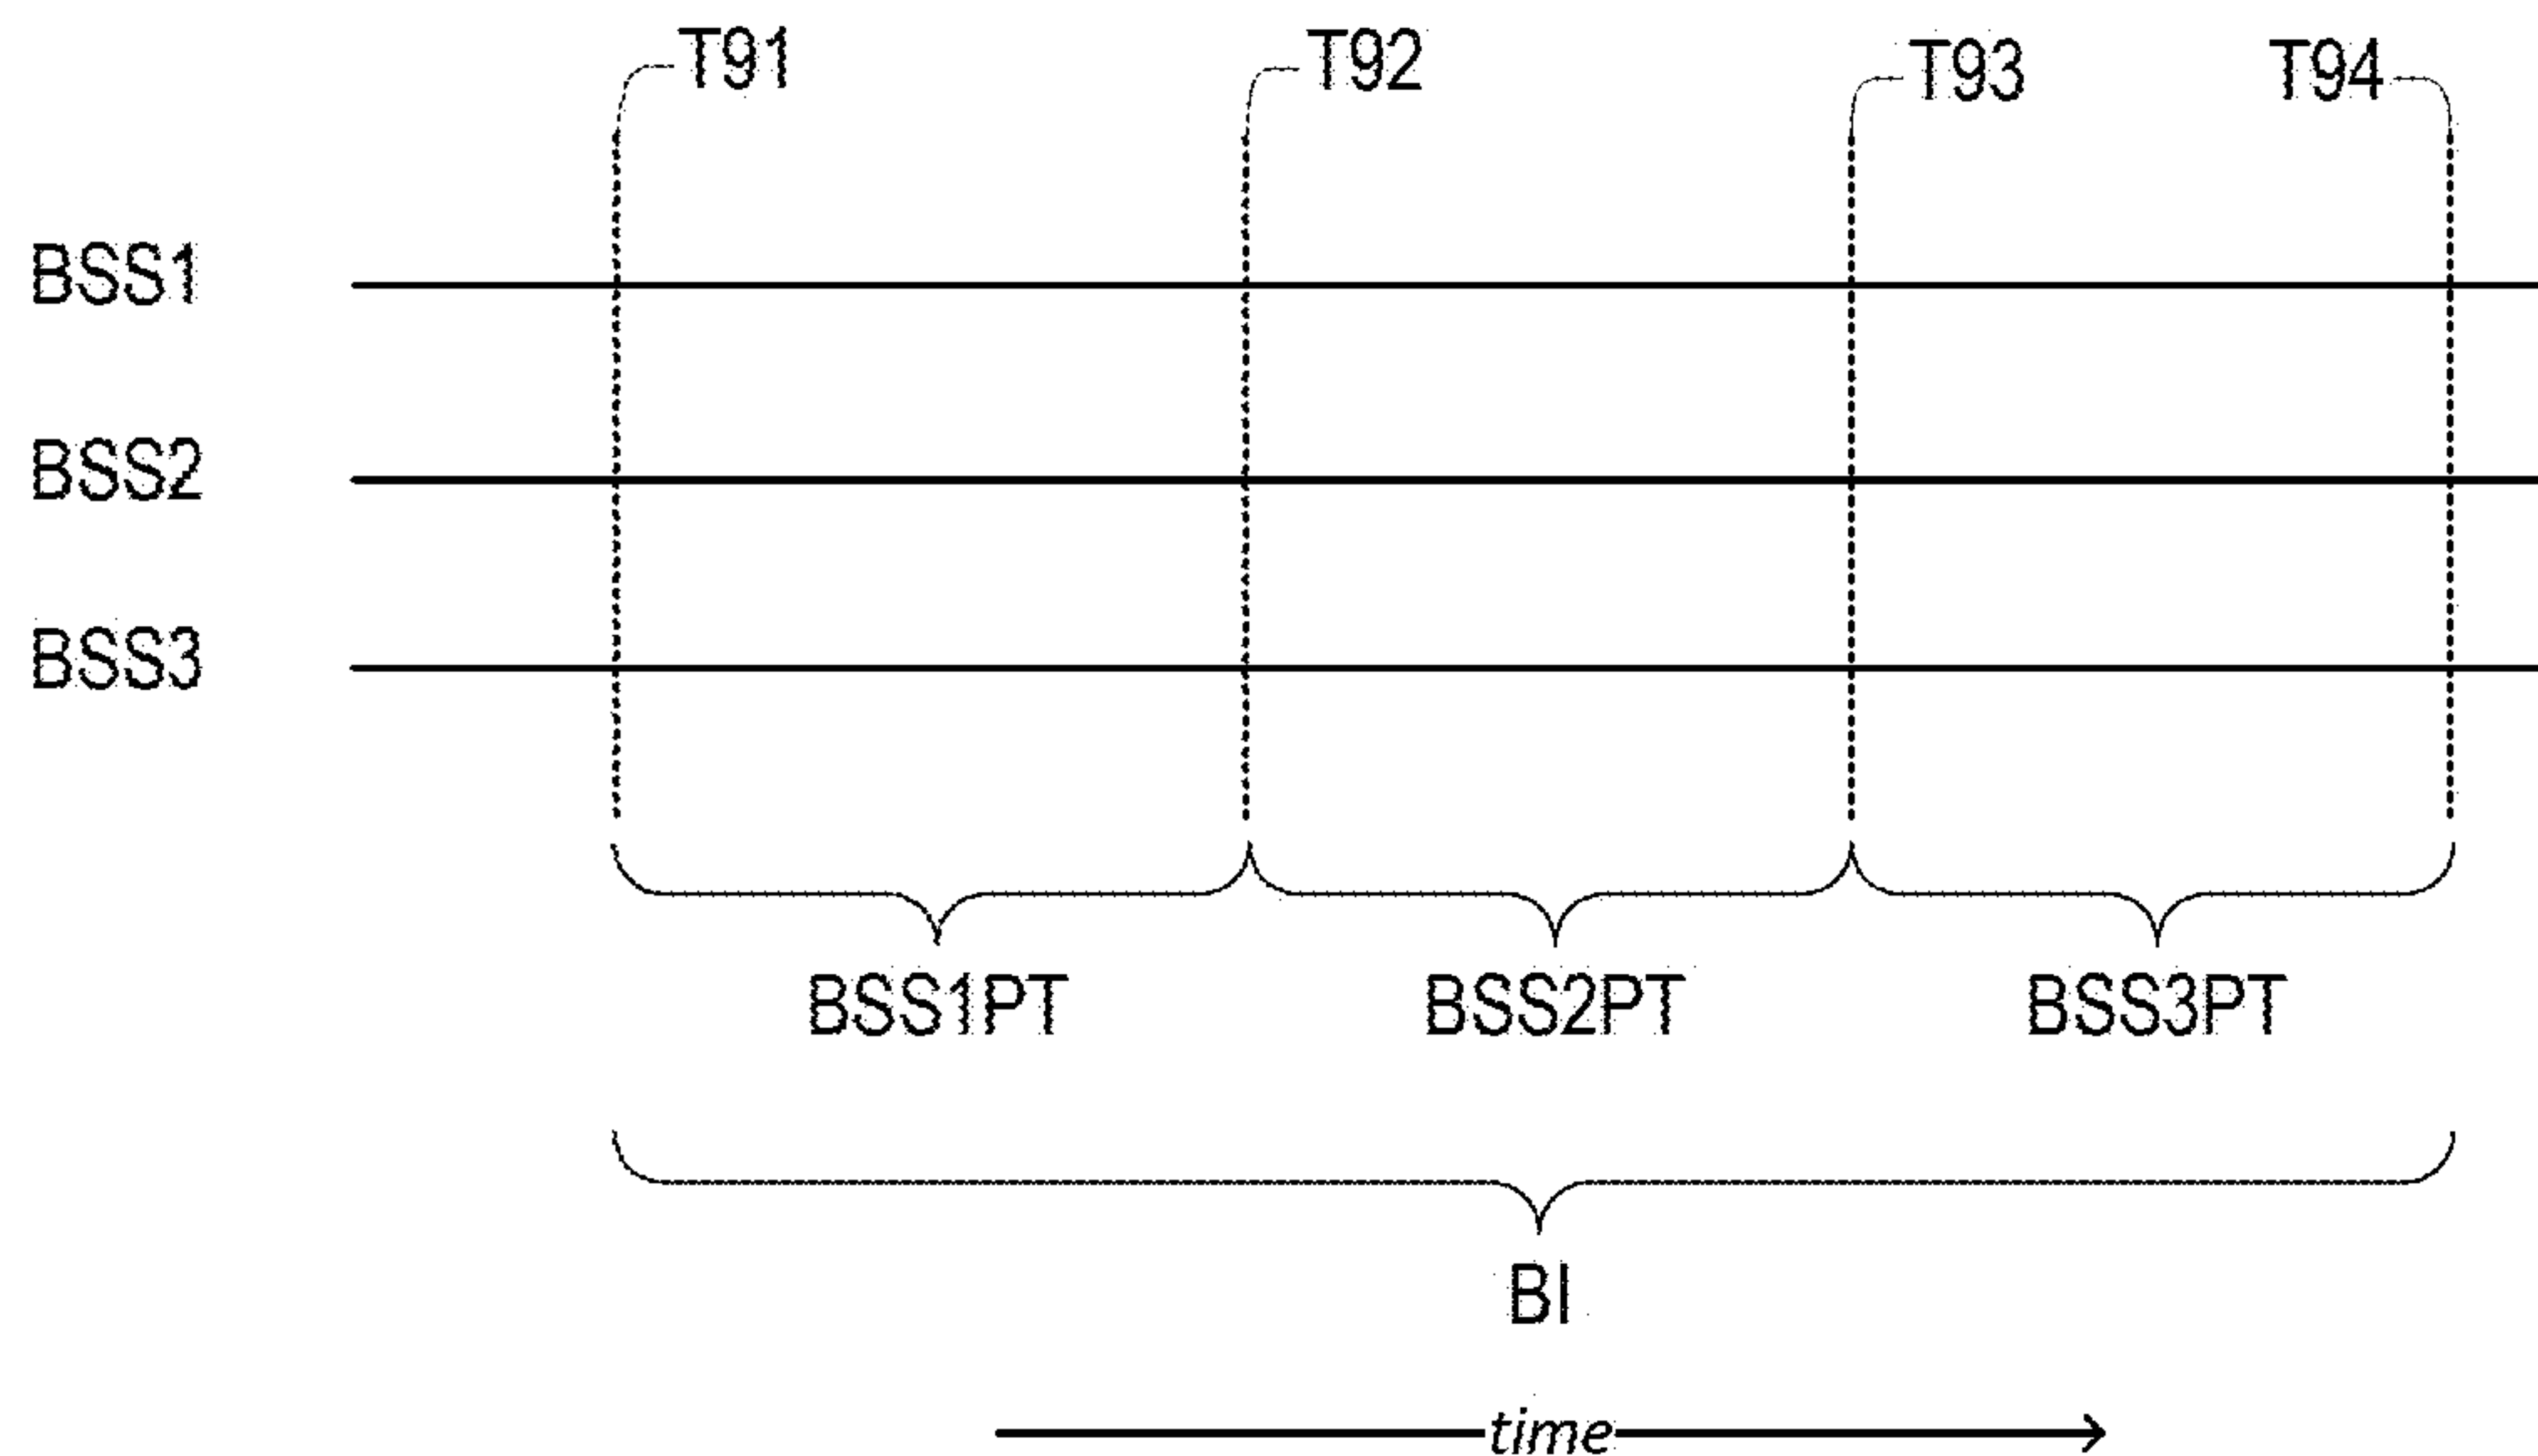 T91 T92 T93 T94
BSS1
BSS2
BSS3
BSS1PT BSS2PT BSS3PT
BI
time